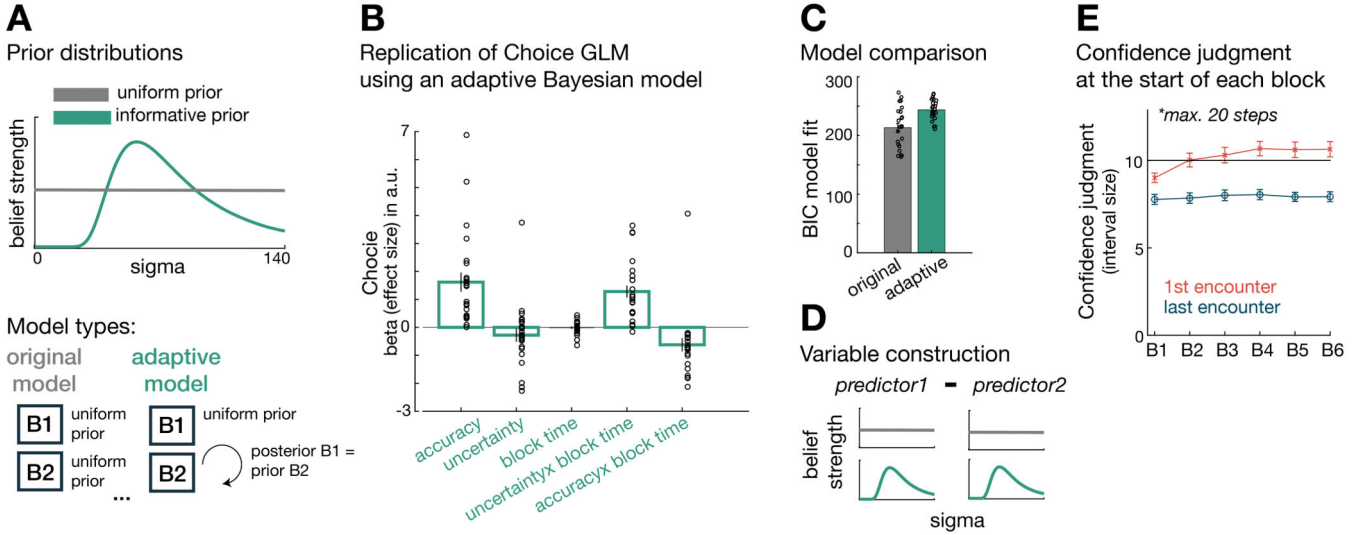 A
Prior distributions
uniform prior
informative prior
belief strength
0
140
sigma
Model types:
original
model
adaptive
model
B1
uniform
prior
B2
uniform
prior
...
B1
uniform prior
B2
posterior B1 =
prior B2
B
Replication of Choice GLM
using an adaptive Bayesian model
Chocie
beta (effect size) in a.u.
7
0
-3
accuracy
uncertainty
block time
uncertaintyx block time
accuracyx block time
C
Model comparison
BIC model fit
300
200
100
0
original
adaptive
D
Variable construction
predictor1 - predictor2
belief
strength
sigma
E
Confidence judgment
at the start of each block
*max. 20 steps
Confidence judgment
(interval size)
10
5
0
1st encounter
last encounter
B1 B2 B3 B4 B5 B6